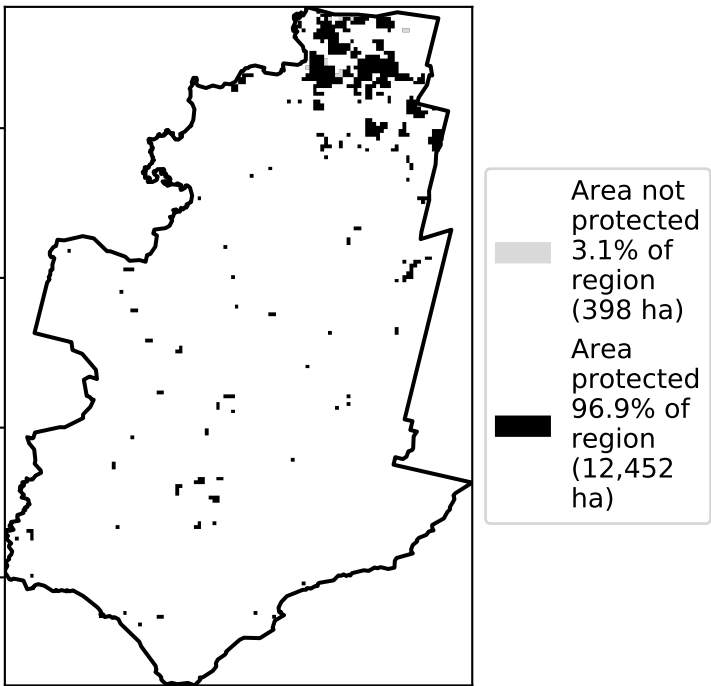 Area not
protected
3.1% of
region
(398 ha)
Area
protected
96.9% of
region
(12,452
ha)